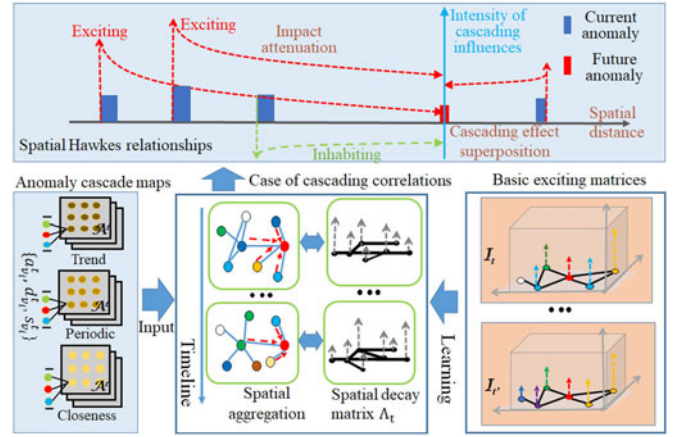 Exciting
Exciting
Impact
attenuation
Intensity of
cascading
influences
Current
anomaly
Future
anomaly
Spatial
distance
Spatial Hawkes relationships
Inhabiting
Cascading effect
superposition
Anomaly cascade maps
Case of cascading correlations
Basic exciting matrices
Trend
Periodic
Closeness
Input
Timeline
Spatial
aggregation
Spatial decay
matrix Λt
Learning
It
It'